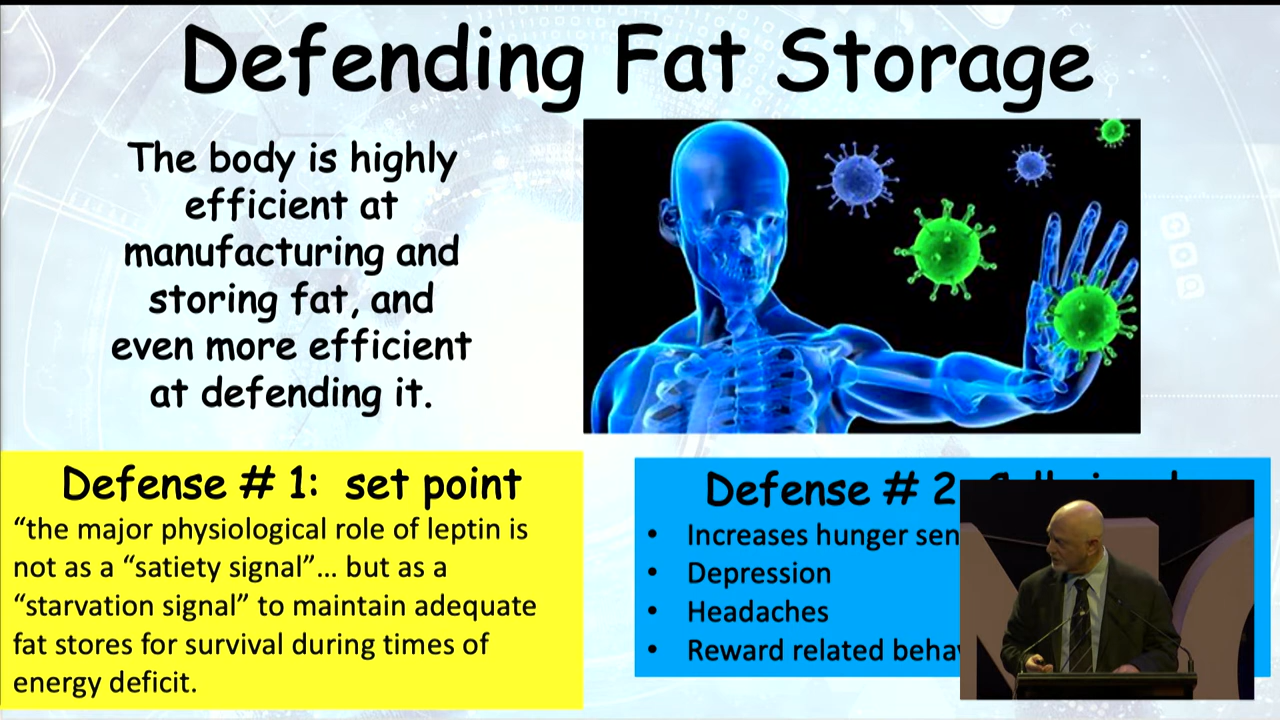 Defending Fat Storage
The body is highly
efficient at
manufacturing and
storing fat, and
even more efficient
at defending it.
Defense # 1: set point
“the major physiological role of leptin is
not as a “satiety signal”… but as a
“starvation signal” to maintain adequate
fat stores for survival during times of
energy deficit.
Defense # 2
• Increases hunger
• Depression
• Headaches
• Reward related